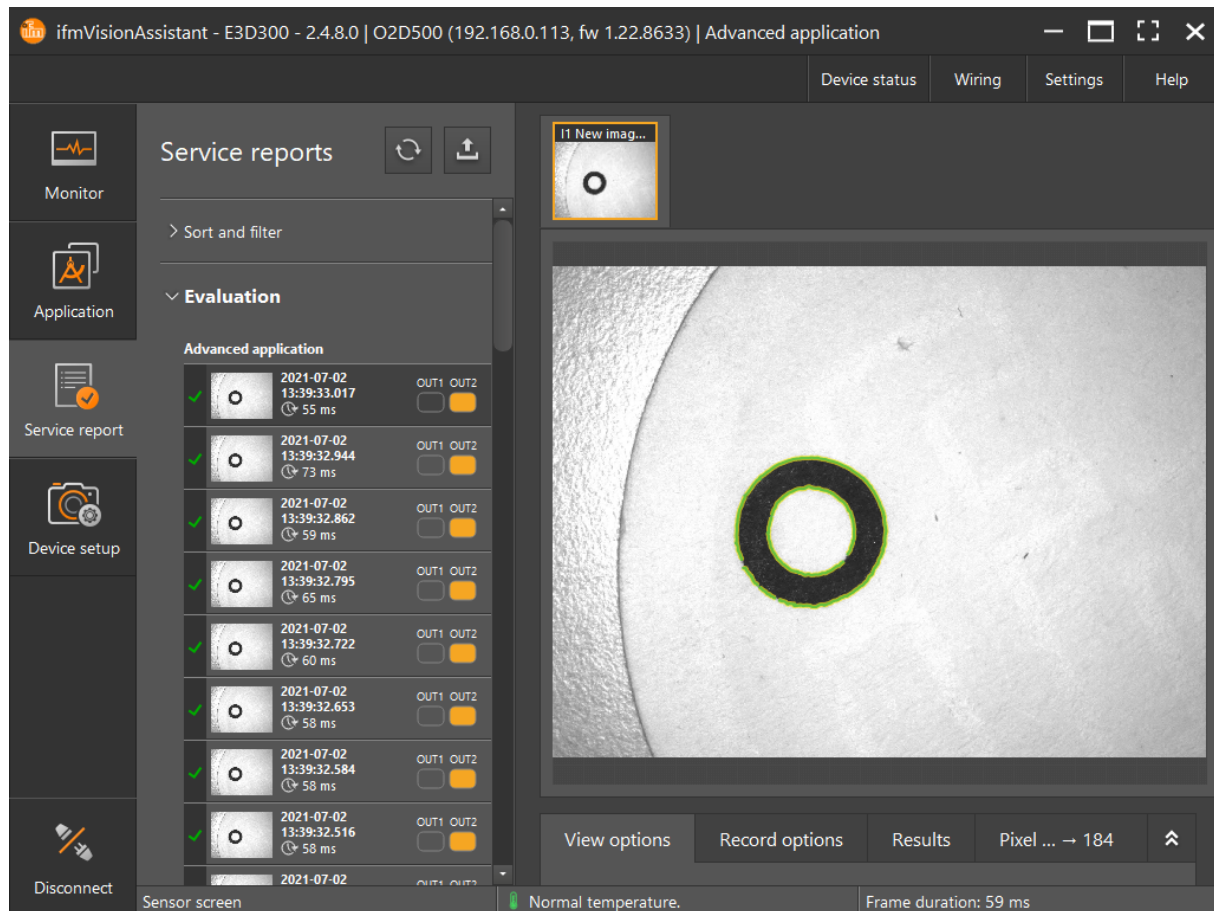 ifm
ifmVisionAssistant - E3D300 - 2.4.8.0 | O2D500 (192.168.0.113, fw 1.22.8633) | Advanced application
Device status
Wiring
Settings
Help
Monitor
Application
Service report
Device setup
Disconnect
Service reports
Sort and filter
Evaluation
Advanced application
2021-07-02
13:39:33.017
55 ms
OUT1 OUT2
2021-07-02
13:39:32.944
73 ms
OUT1 OUT2
2021-07-02
13:39:32.862
59 ms
OUT1 OUT2
2021-07-02
13:39:32.795
65 ms
OUT1 OUT2
2021-07-02
13:39:32.722
60 ms
OUT1 OUT2
2021-07-02
13:39:32.653
58 ms
OUT1 OUT2
2021-07-02
13:39:32.584
58 ms
OUT1 OUT2
2021-07-02
13:39:32.516
58 ms
OUT1 OUT2
2021-07-02
OUT1 OUT2
I1 New imag...
View options
Record options
Results
Pixel ... → 184
Sensor screen
Normal temperature.
Frame duration: 59 ms